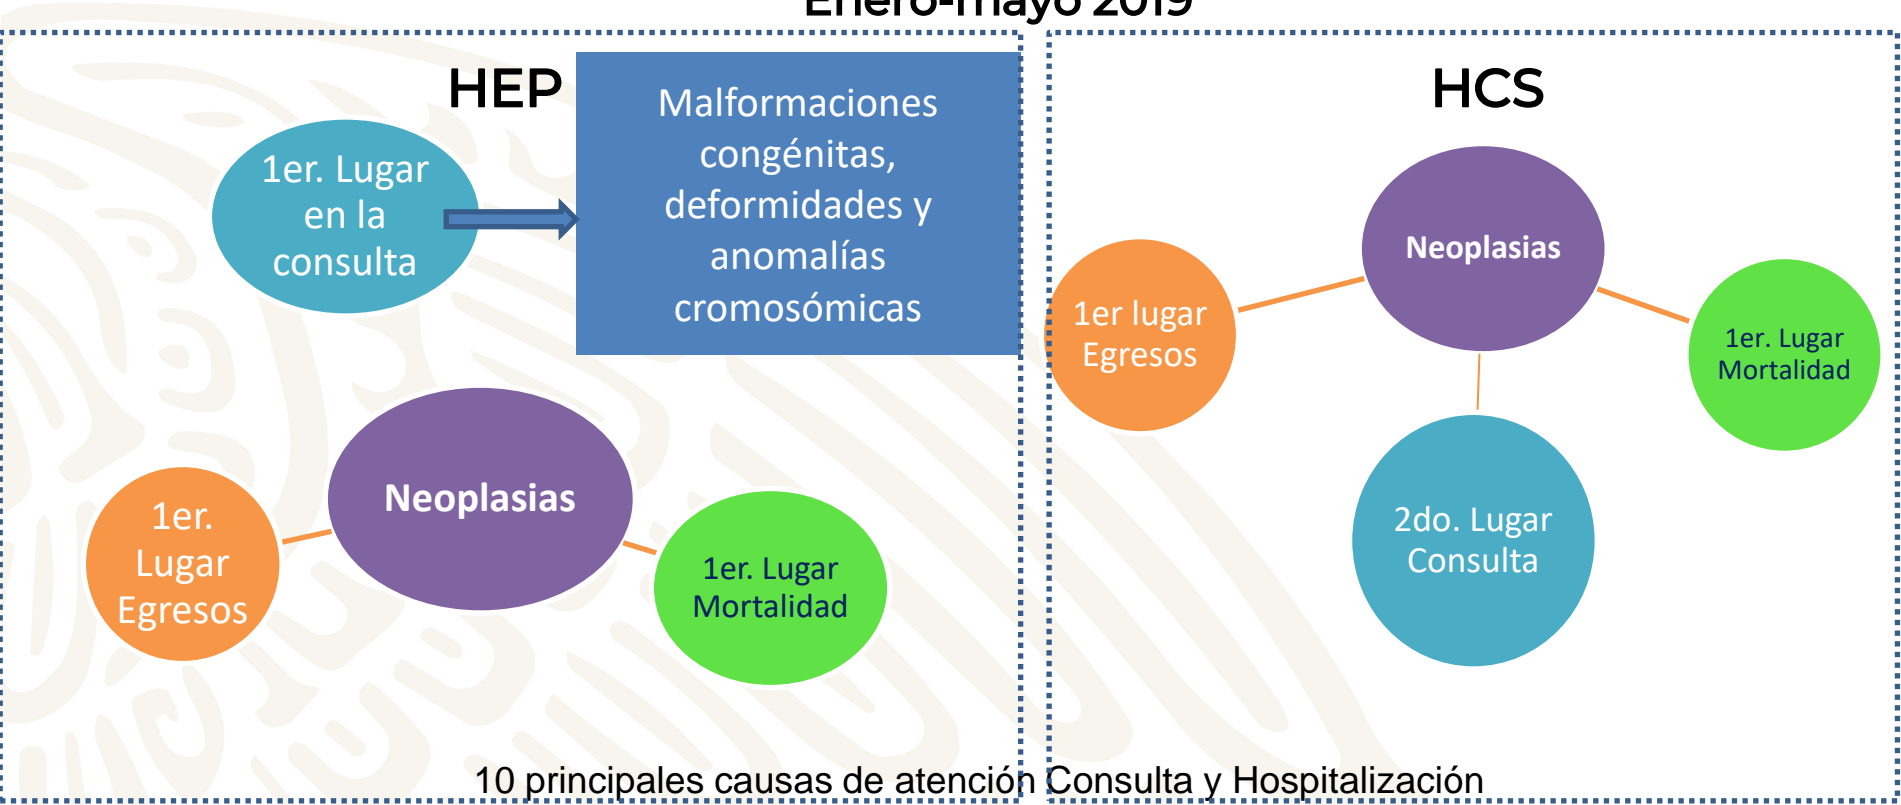 Enero-mayo 2019
HEP
1er. Lugar
en la
consulta
Malformaciones
congénitas,
deformidades y
anomalías
cromosómicas
Neoplasias
1er.
Lugar
Egresos
1er. Lugar
Mortalidad
HCS
Neoplasias
1er lugar
Egresos
1er. Lugar
Mortalidad
2do. Lugar
Consulta
10 principales causas de atención Consulta y Hospitalización